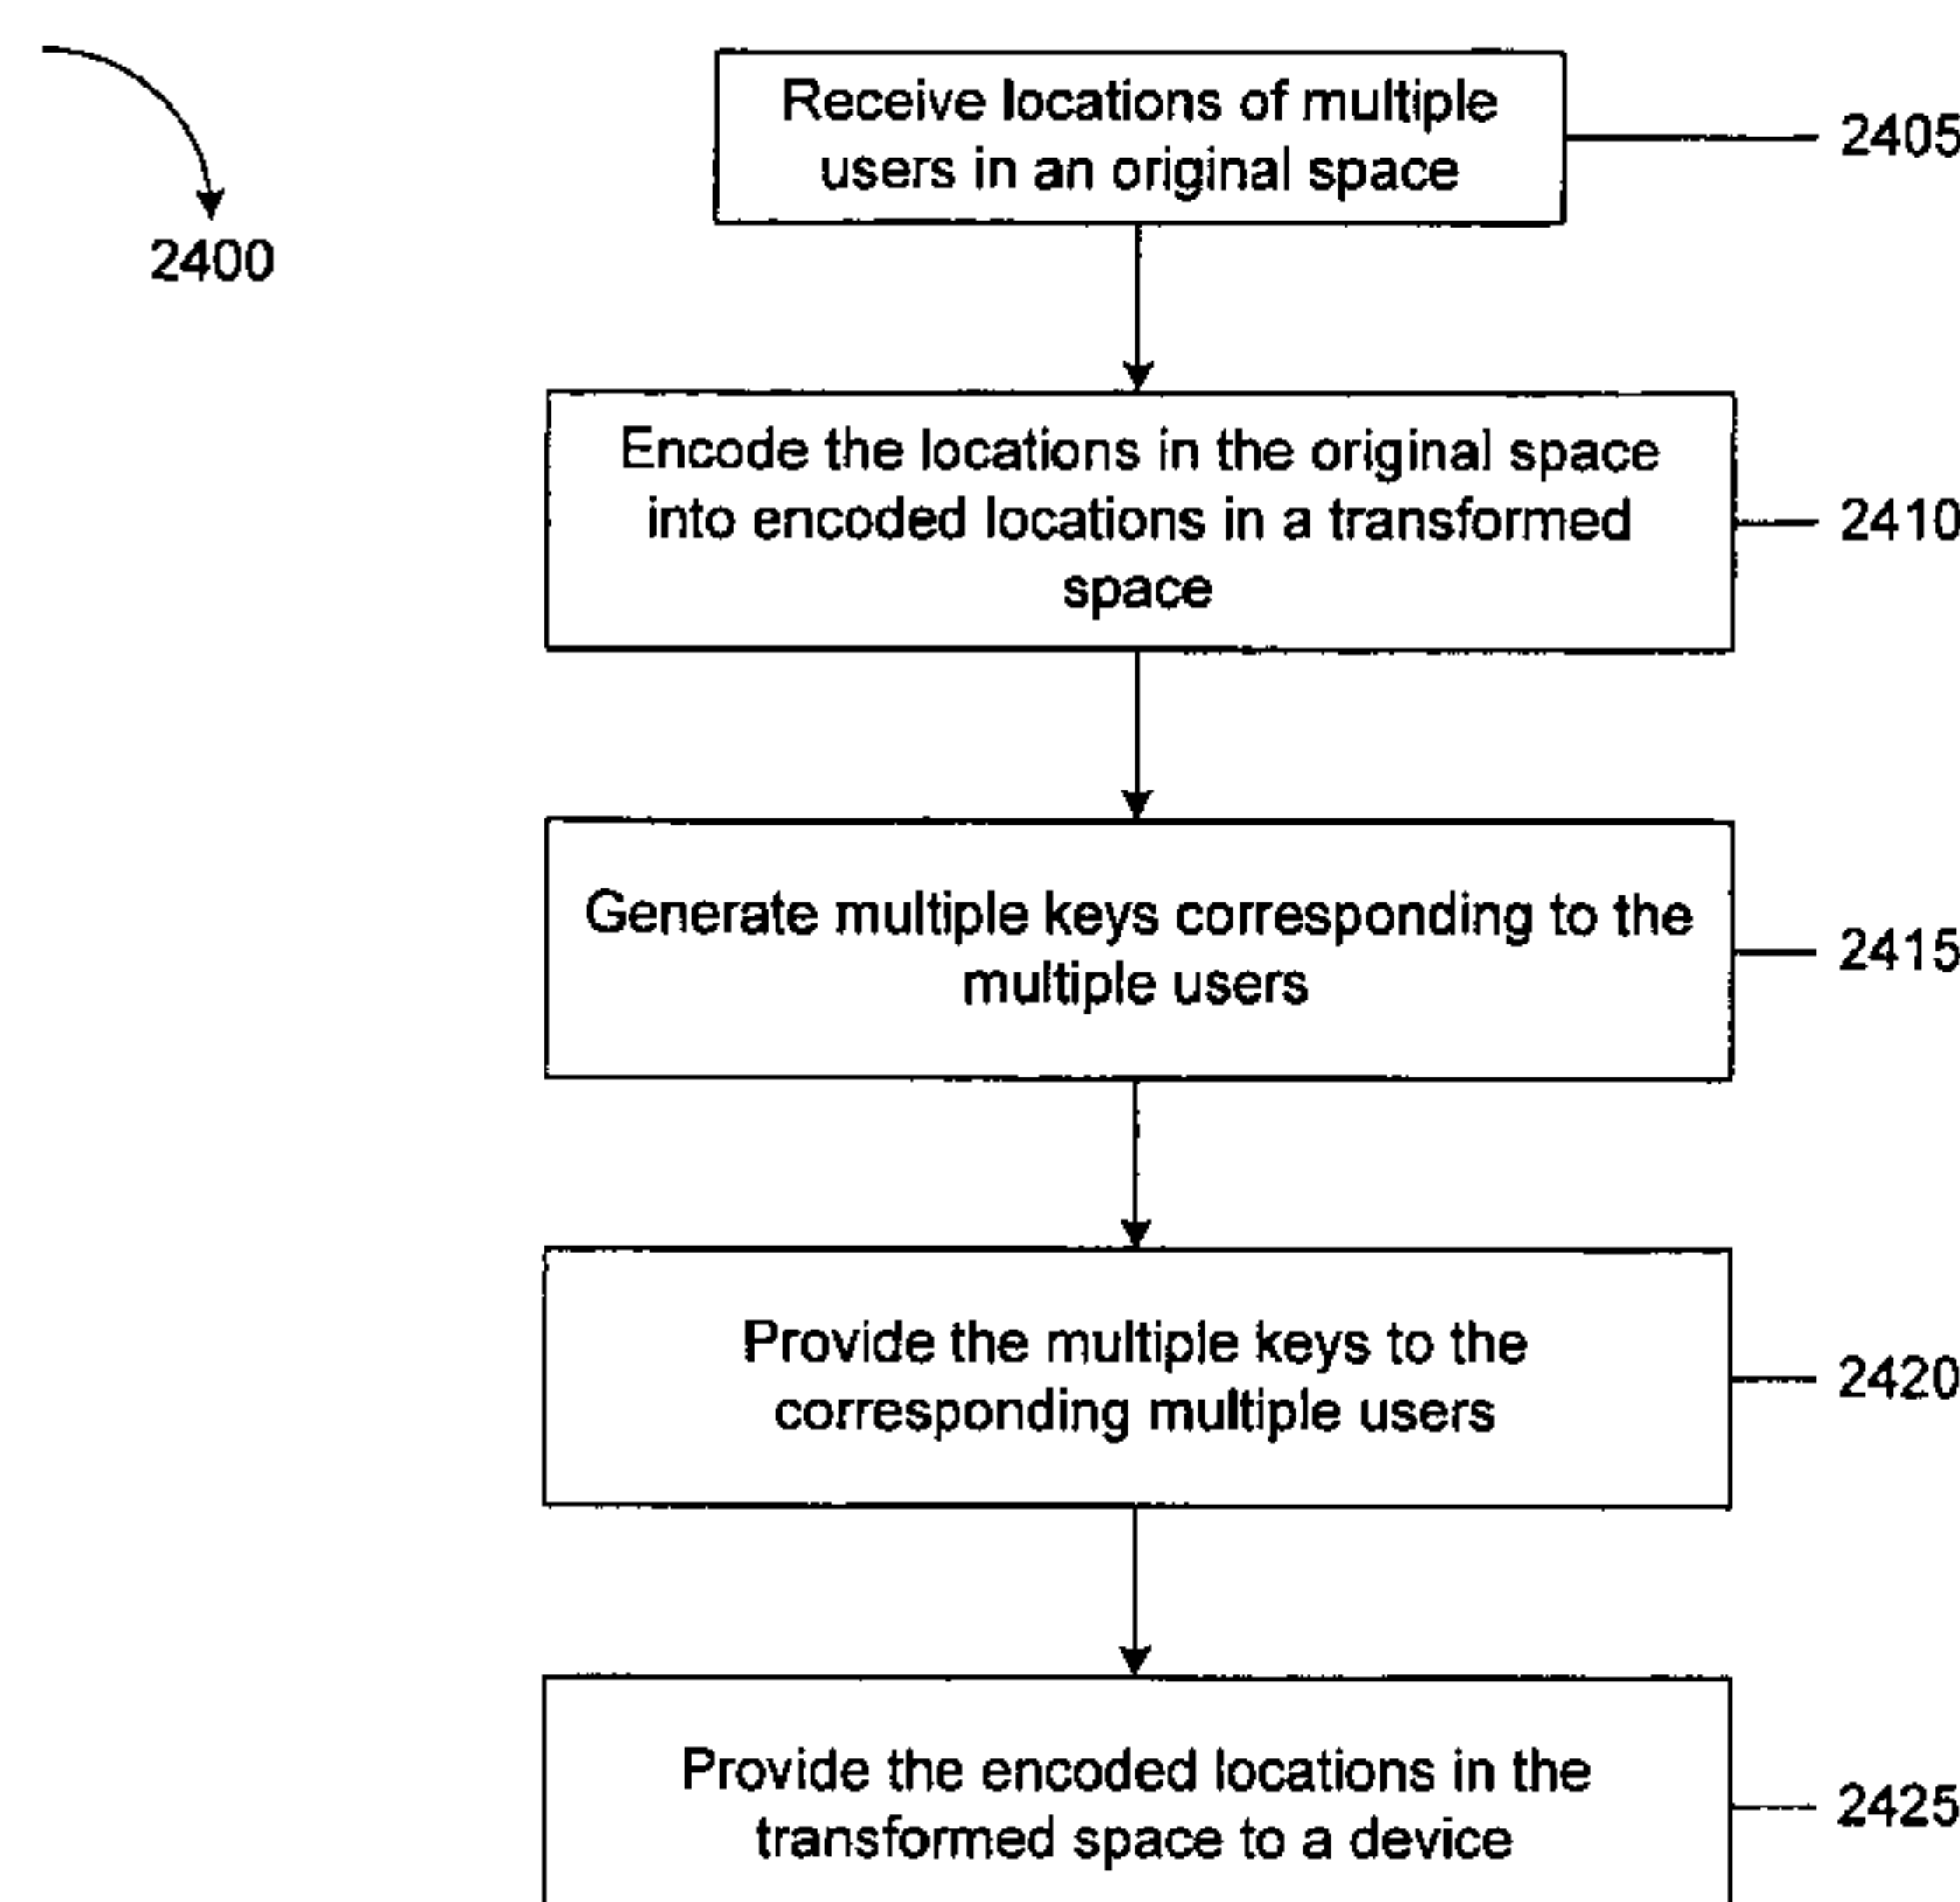 Receive locations of multiple
users in an original space
2405
2400
Encode the locations in the original space
into encoded locations in a transformed
space
2410
Generate multiple keys corresponding to the
multiple users
2415
Provide the multiple keys to the
corresponding multiple users
2420
Provide the encoded locations in the
transformed space to a device
2425